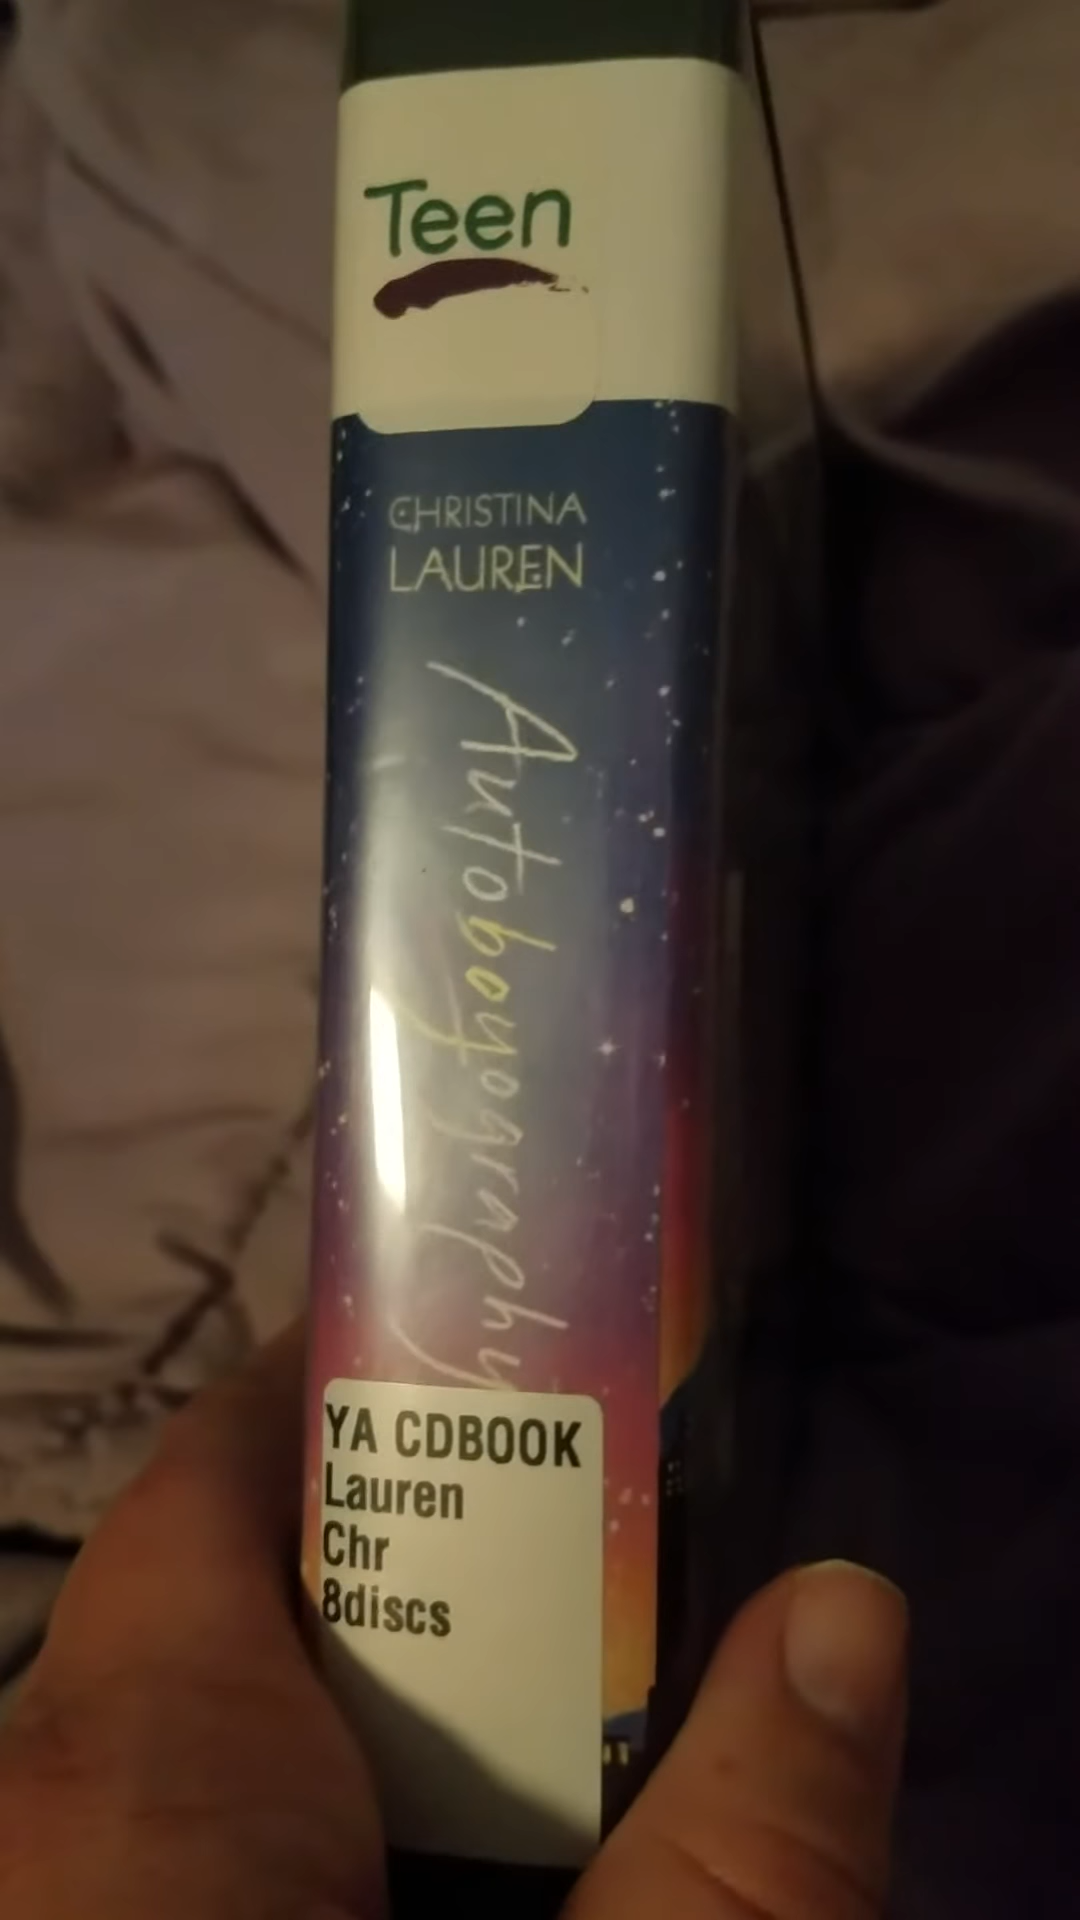 Teen
CHRISTINA
LAUREN
Autoboyography
YA CDBOOK
Lauren
Chr
8discs